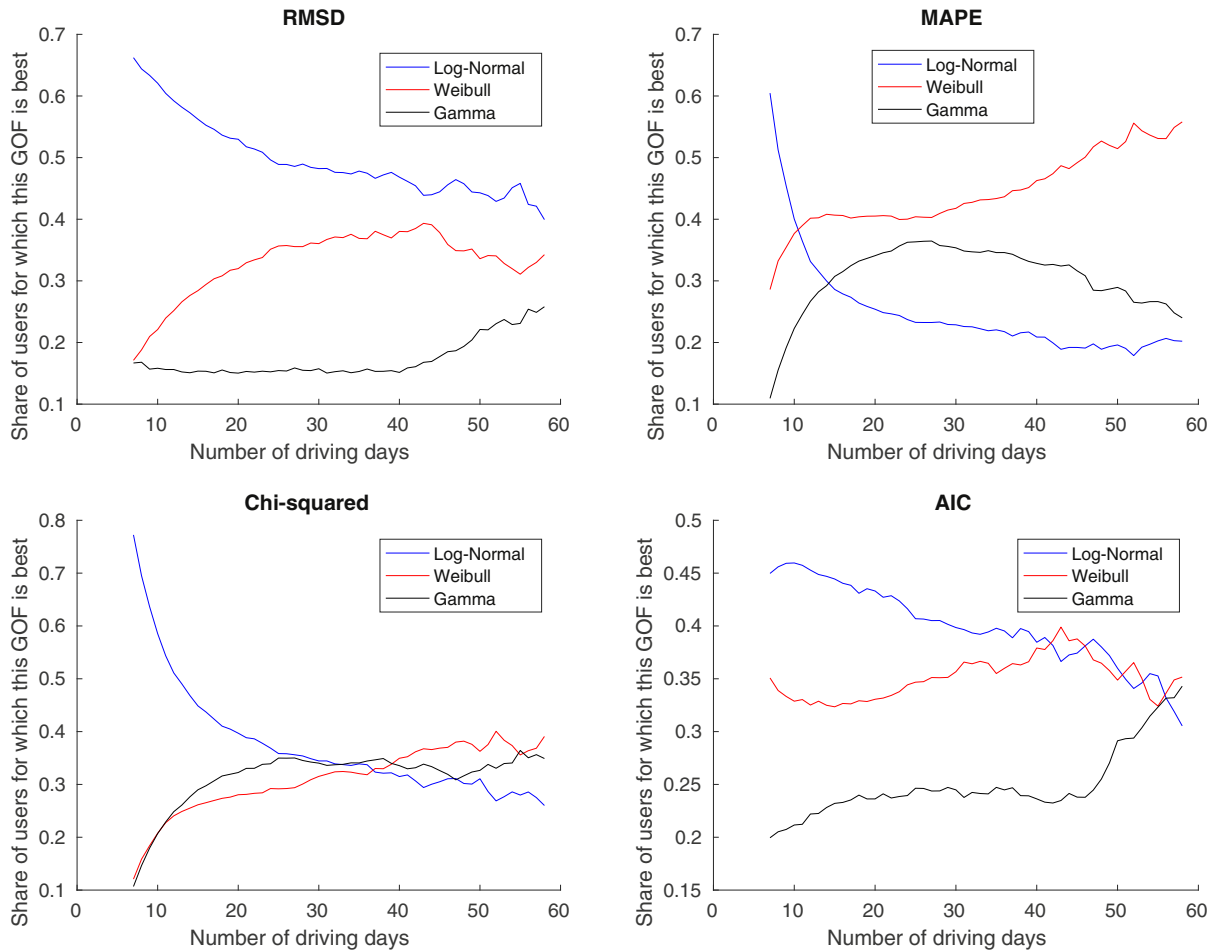 RMSD
Share of users for which this GOF is best
0.7
0.6
0.5
0.4
0.3
0.2
0.1
Log-Normal
Weibull
Gamma
0 10 20 30 40 50 60
Number of driving days
MAPE
Share of users for which this GOF is best
0.7
0.6
0.5
0.4
0.3
0.2
0.1
Log-Normal
Weibull
Gamma
0 10 20 30 40 50 60
Number of driving days
Chi-squared
Share of users for which this GOF is best
0.8
0.7
0.6
0.5
0.4
0.3
0.2
0.1
Log-Normal
Weibull
Gamma
0 10 20 30 40 50 60
Number of driving days
AIC
Share of users for which this GOF is best
0.5
0.45
0.4
0.35
0.3
0.25
0.2
0.15
Log-Normal
Weibull
Gamma
0 10 20 30 40 50 60
Number of driving days